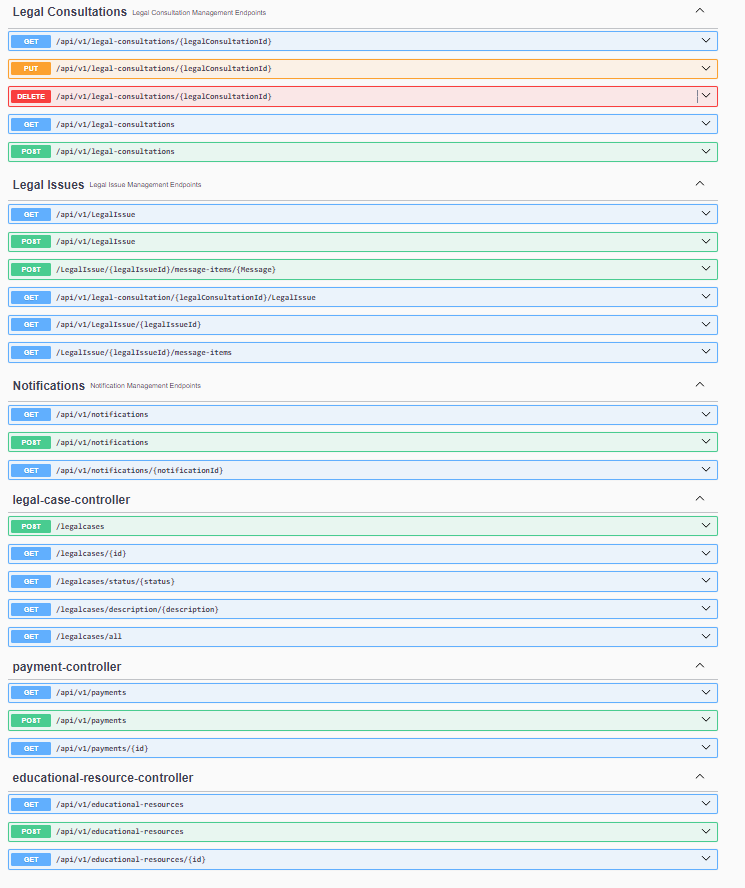 Legal Consultations Legal Consultation Management Endpoints
GET /api/v1/legal-consultations/{legalConsultationId}
PUT /api/v1/legal-consultations/{legalConsultationId}
DELETE /api/v1/legal-consultations/{legalConsultationId}
GET /api/v1/legal-consultations
POST /api/v1/legal-consultations
Legal Issues Legal Issue Management Endpoints
GET /api/v1/LegalIssue
POST /api/v1/LegalIssue
POST /LegalIssue/{legalIssueId}/message-items/{Message}
GET /api/v1/legal-consultation/{legalConsultationId}/LegalIssue
GET /api/v1/LegalIssue/{legalIssueId}
GET /LegalIssue/{legalIssueId}/message-items
Notifications Notification Management Endpoints
GET /api/v1/notifications
POST /api/v1/notifications
GET /api/v1/notifications/{notificationId}
legal-case-controller
POST /legalcases
GET /legalcases/{id}
GET /legalcases/status/{status}
GET /legalcases/description/{description}
GET /legalcases/all
payment-controller
GET /api/v1/payments
POST /api/v1/payments
GET /api/v1/payments/{id}
educational-resource-controller
GET /api/v1/educational-resources
POST /api/v1/educational-resources
GET /api/v1/educational-resources/{id}